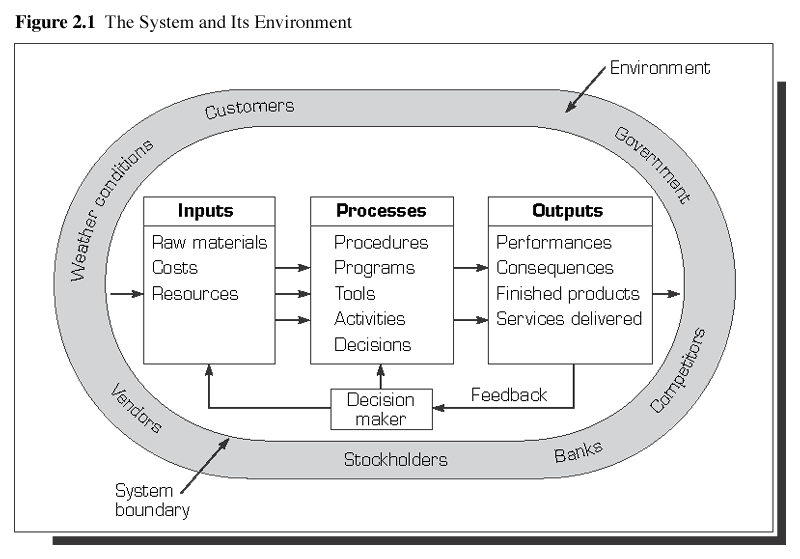 Figure 2.1 The System and Its Environment
Environment
Customers
Government
Weather conditions
Inputs
Raw materials
Costs
Resources
Processes
Procedures
Programs
Tools
Activities
Decisions
Outputs
Performances
Consequences
Finished products
Services delivered
Competitors
Vendors
Decision
maker
Feedback
Stockholders
Banks
System
boundary